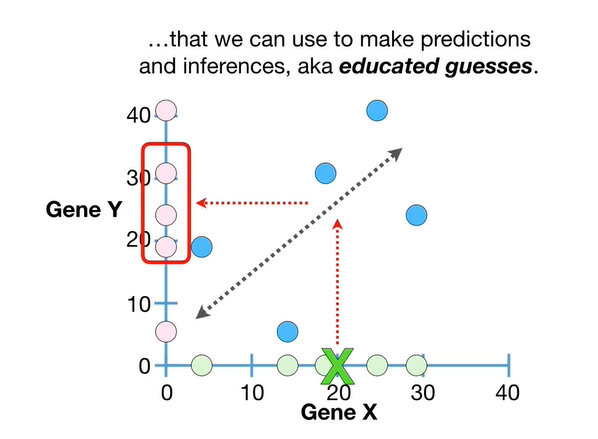 …that we can use to make predictions
and inferences, aka educated guesses.
40
30
Gene Y
20
10
0
0 10 20 30 40
Gene X
X